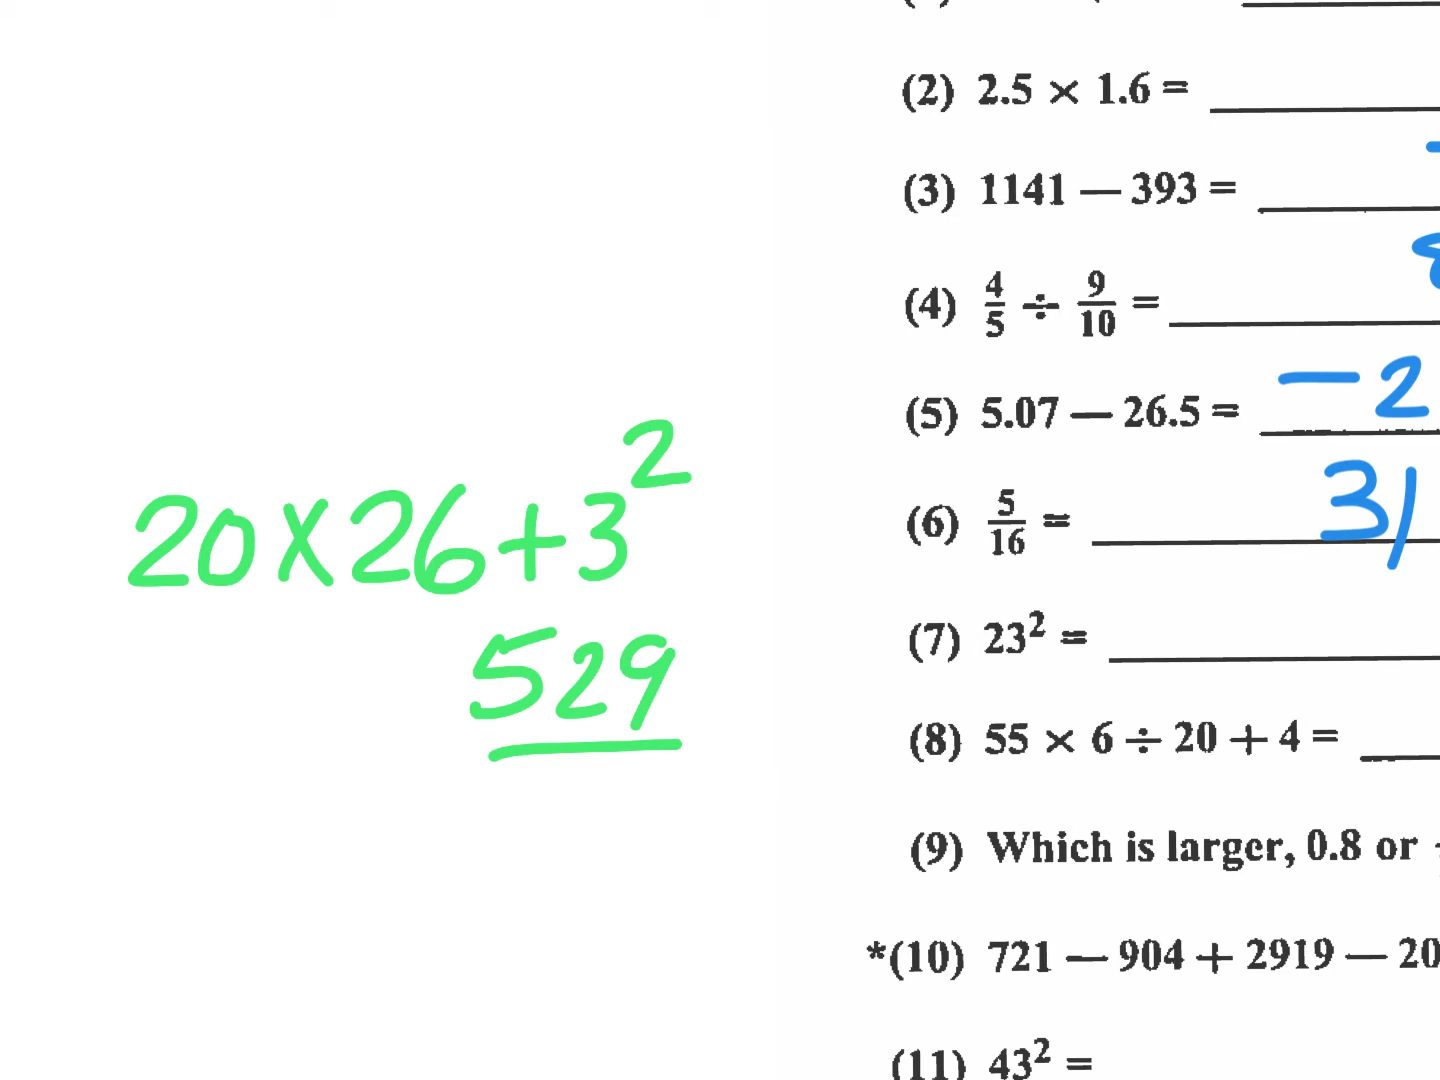 (2) 2.5 × 1.6 =
(3) 1141 — 393 =
(4) 4/5 ÷ 9/10 =
(5) 5.07 — 26.5 = −2
(6) 5/16 = 31
(7) 23² =
(8) 55 × 6 ÷ 20 + 4 =
(9) Which is larger, 0.8 or
*(10) 721 — 904 + 2919 — 20
(11) 43² =
20 × 26 + 3²
529